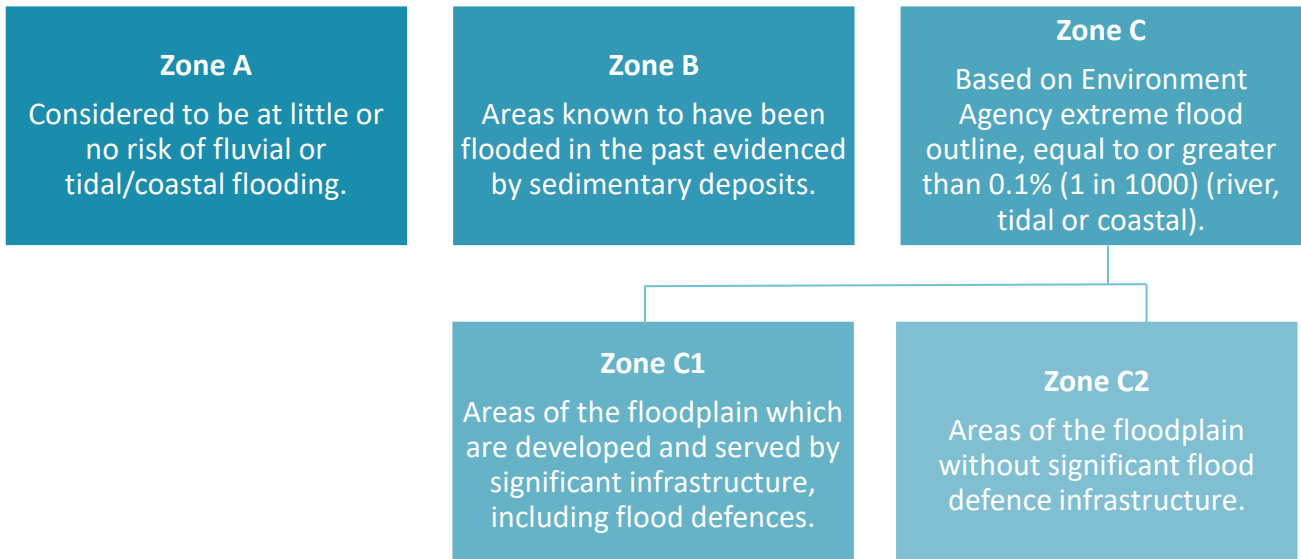 Zone A
Considered to be at little or
no risk of fluvial or
tidal/coastal flooding.
Zone B
Areas known to have been
flooded in the past evidenced
by sedimentary deposits.
Zone C
Based on Environment
Agency extreme flood
outline, equal to or greater
than 0.1% (1 in 1000) (river,
tidal or coastal).
Zone C1
Areas of the floodplain which
are developed and served by
significant infrastructure,
including flood defences.
Zone C2
Areas of the floodplain
without significant flood
defence infrastructure.